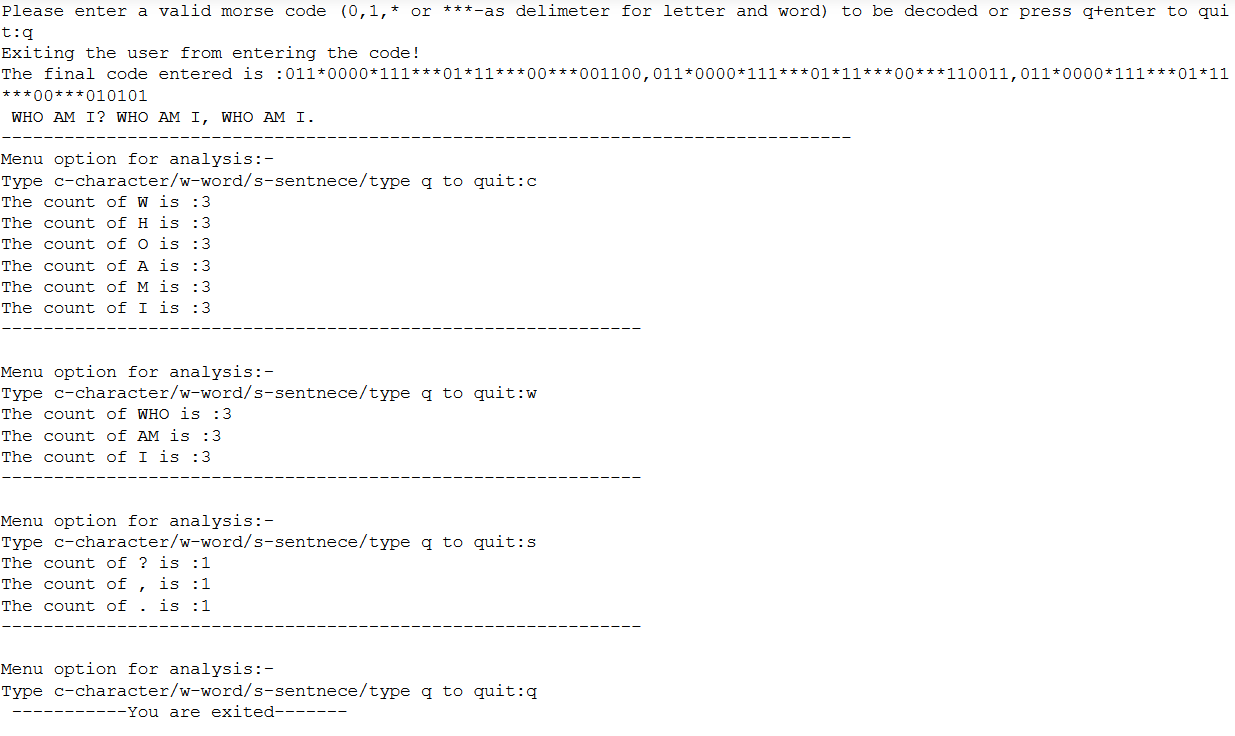 Please enter a valid morse code (0,1,* or ***-as delimeter for letter and word) to be decoded or press q+enter to qui
t:q
Exiting the user from entering the code!
The final code entered is :011*0000*111***01*11***00***001100,011*0000*111***01*11***00***110011,011*0000*111***01*11
***00***010101
 WHO AM I? WHO AM I, WHO AM I.
---------------------------------------------------------------------------------
Menu option for analysis:-
Type c-character/w-word/s-sentnece/type q to quit:c
The count of W is :3
The count of H is :3
The count of O is :3
The count of A is :3
The count of M is :3
The count of I is :3
-------------------------------------------------------------
Menu option for analysis:-
Type c-character/w-word/s-sentnece/type q to quit:w
The count of WHO is :3
The count of AM is :3
The count of I is :3
-------------------------------------------------------------
Menu option for analysis:-
Type c-character/w-word/s-sentnece/type q to quit:s
The count of ? is :1
The count of , is :1
The count of . is :1
-------------------------------------------------------------
Menu option for analysis:-
Type c-character/w-word/s-sentnece/type q to quit:q
 -----------You are exited-------